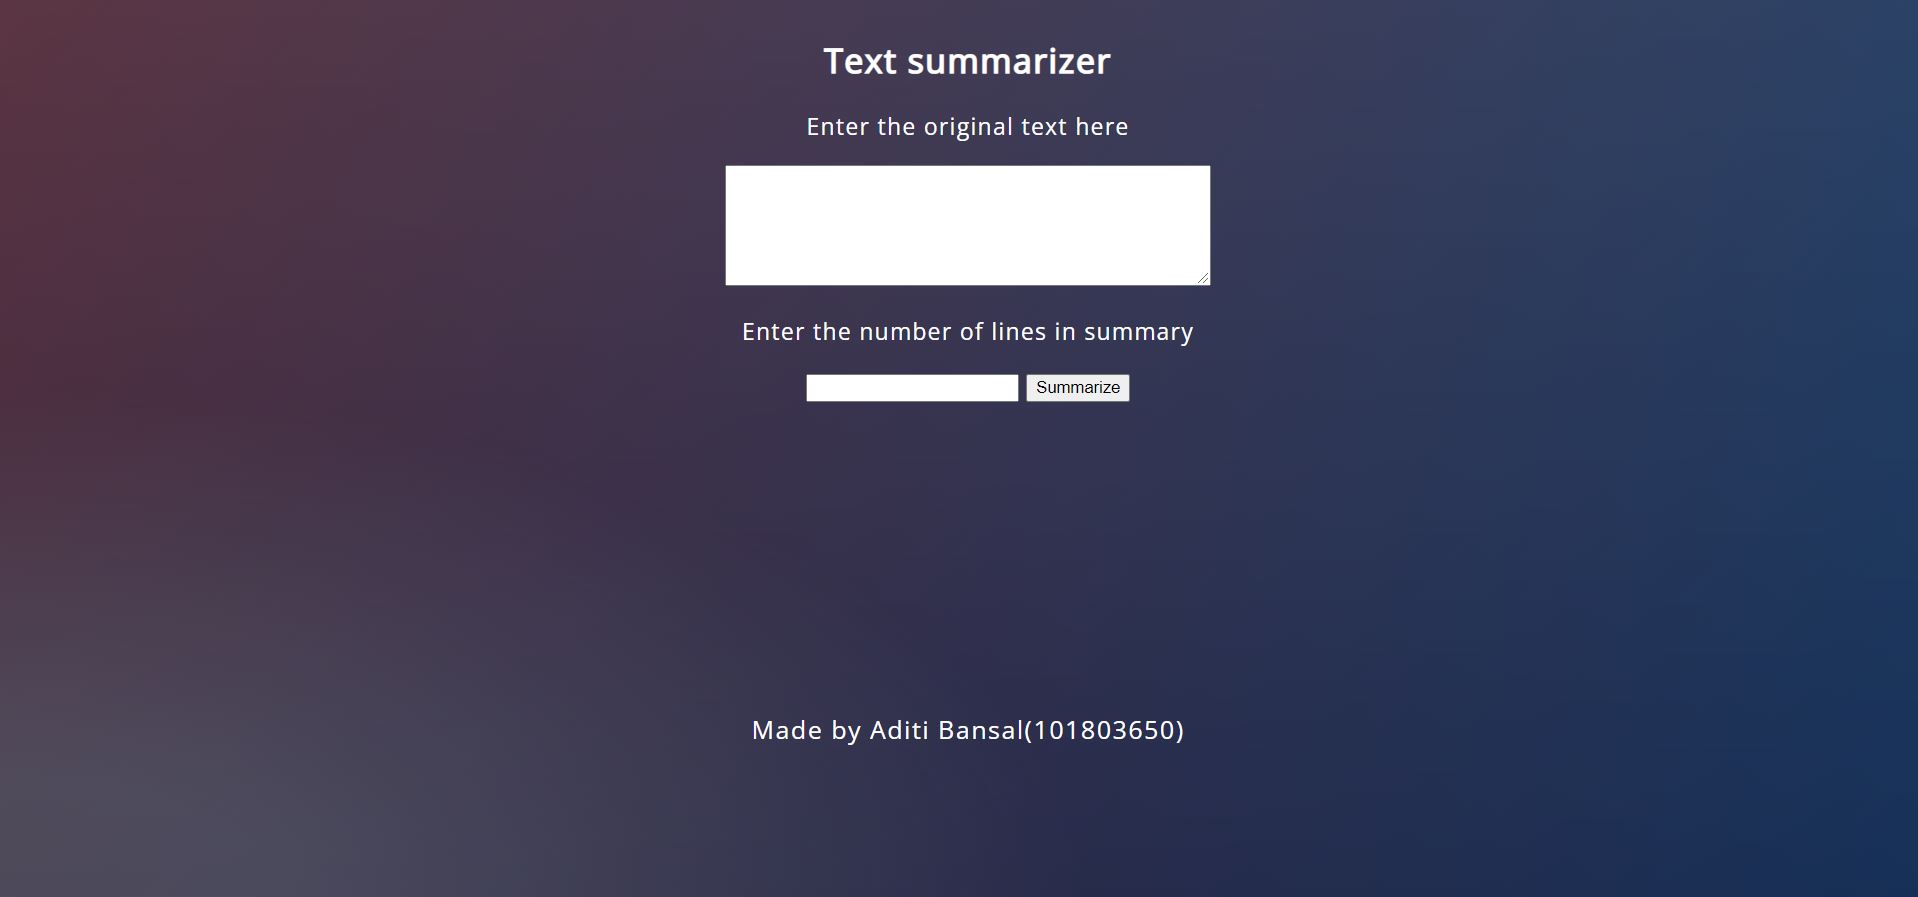 Text summarizer
Enter the original text here
Enter the number of lines in summary
Summarize
Made by Aditi Bansal(101803650)